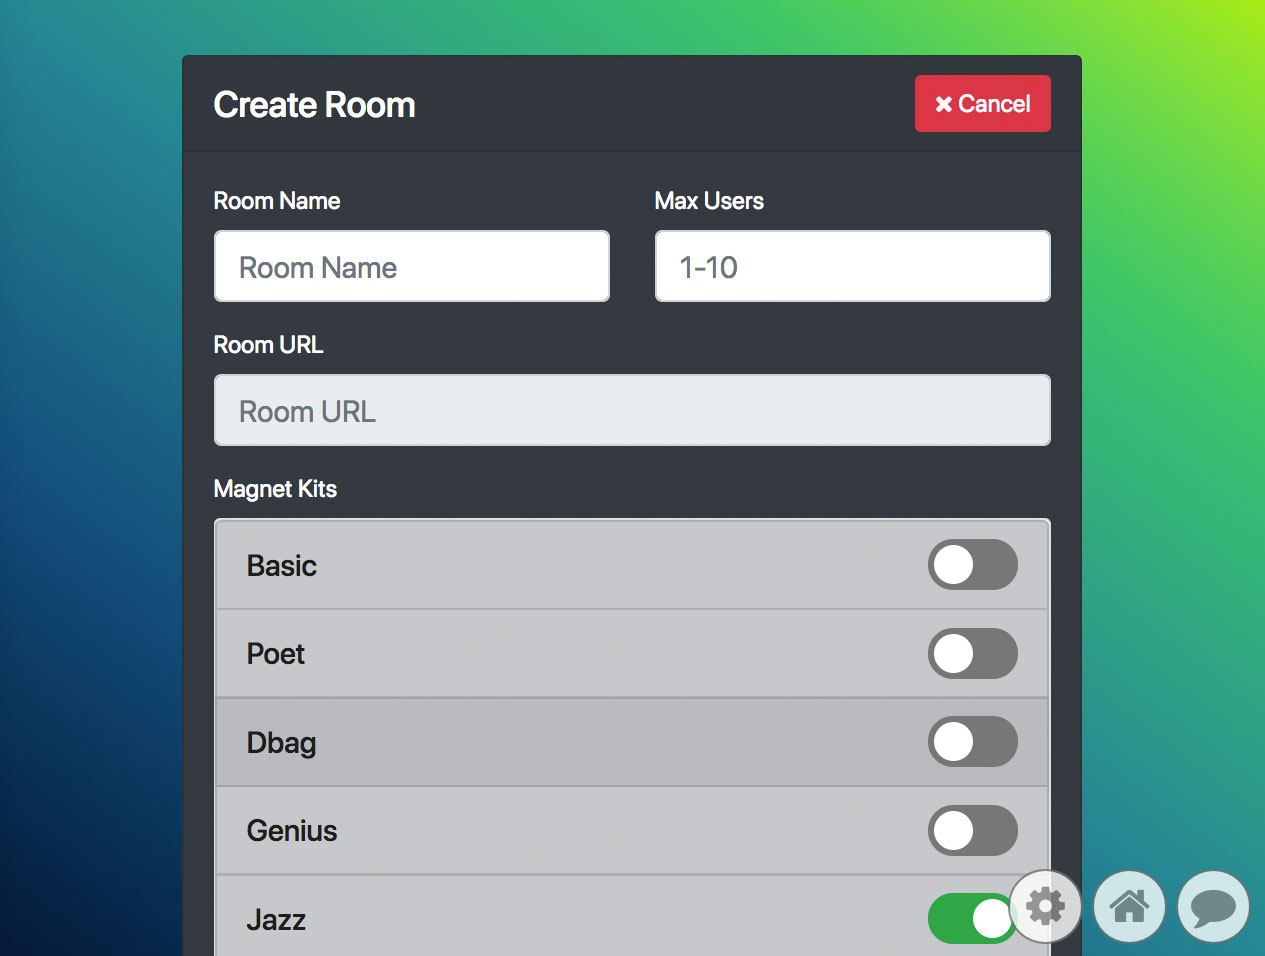 Create Room
Cancel
Room Name
Max Users
Room Name
1-10
Room URL
Room URL
Magnet Kits
Basic
Poet
Dbag
Genius
Jazz